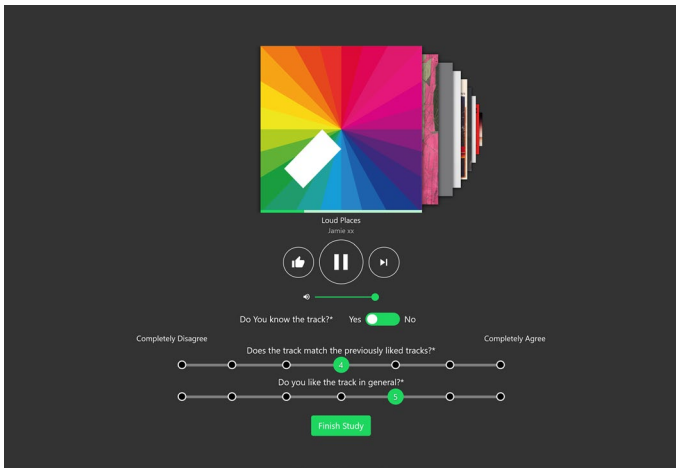 Loud Places
Jamie xx
Do You know the track?* Yes No
Completely Disagree Completely Agree
Does the track match the previously liked tracks?*
4
Do you like the track in general?*
5
Finish Study